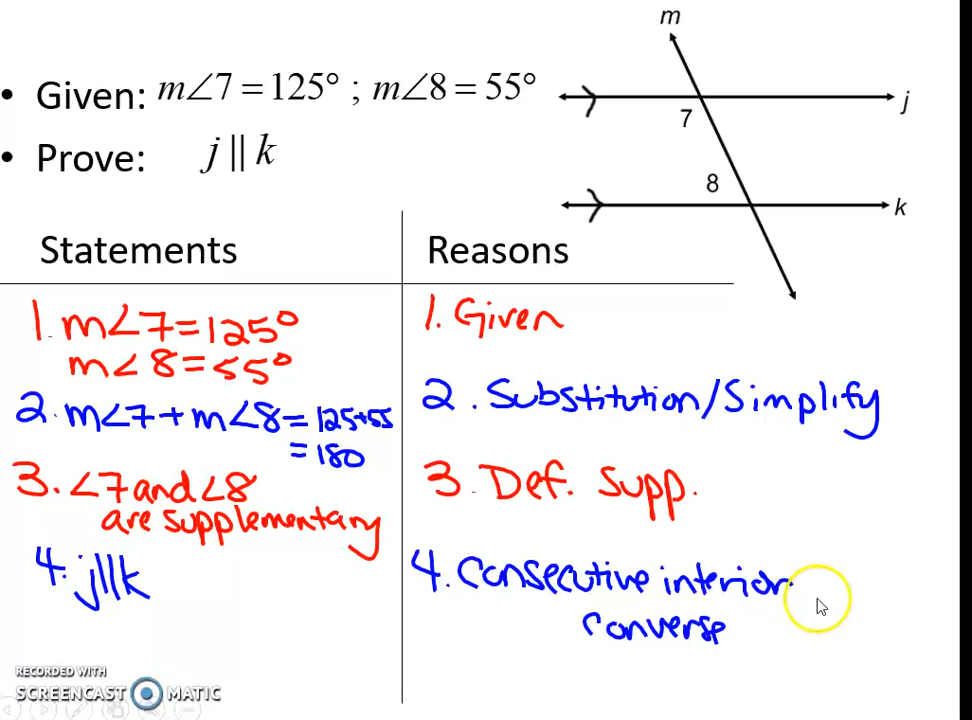 m
• Given: m∠7 = 125° ; m∠8 = 55°
j
7
• Prove: j || k
8
k
Statements
Reasons
1. m∠7=125°
m∠8=55°
1. Given
2. m∠7+m∠8=125+55
=180
2. Substitution/Simplify
3. ∠7 and ∠8
are supplementary
3. Def. Supp.
4. j||k
4. Consecutive interior
converse
RECORDED WITH
SCREENCAST MATIC